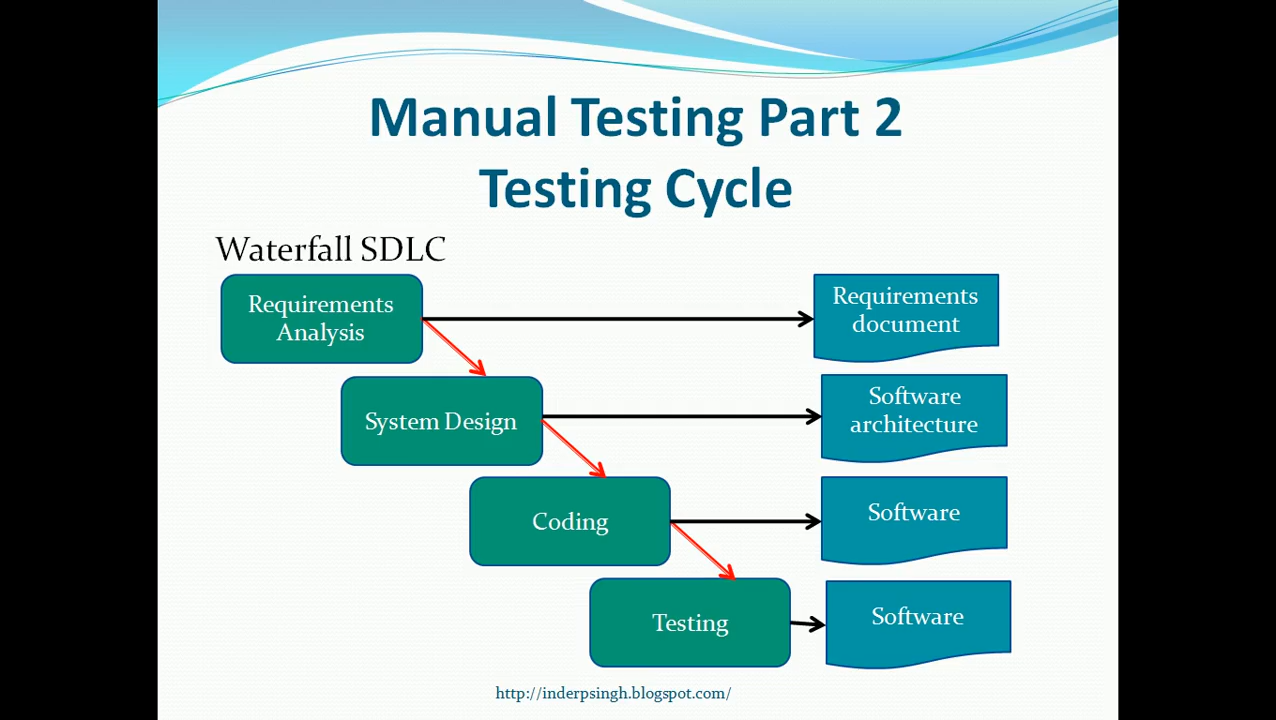 Manual Testing Part 2
Testing Cycle
Waterfall SDLC
Requirements
Analysis
Requirements
document
System Design
Software
architecture
Coding
Software
Testing
Software
http://inderpsingh.blogspot.com/